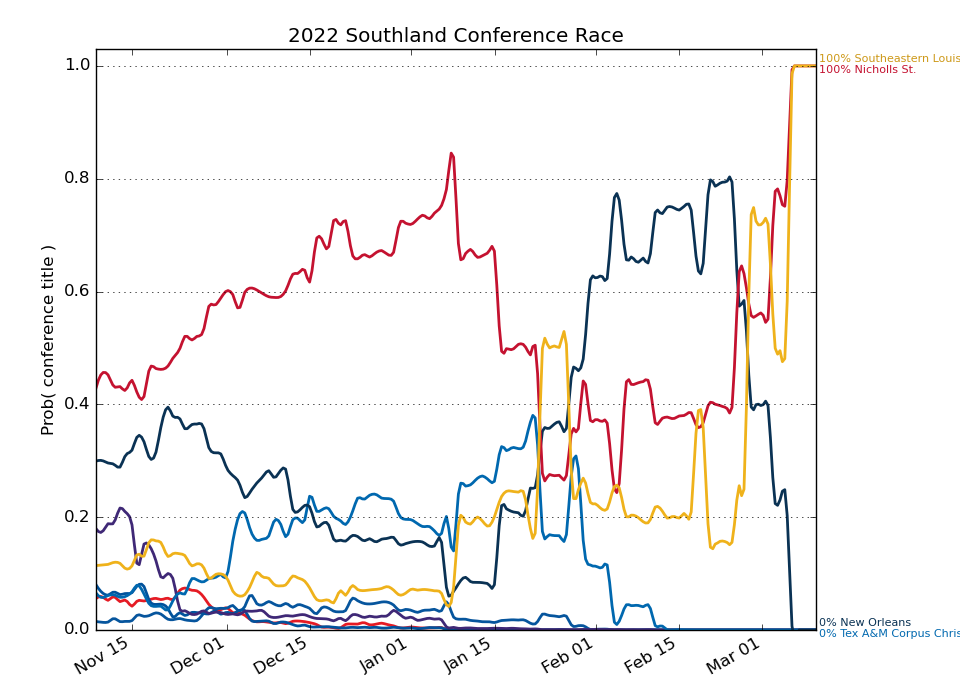 2022 Southland Conference Race
Prob( conference title )
1.0
0.8
0.6
0.4
0.2
0.0
Nov 15
Dec 01
Dec 15
Jan 01
Jan 15
Feb 01
Feb 15
Mar 01
100% Southeastern Louis
100% Nicholls St.
0% New Orleans
0% Tex A&M Corpus Chris